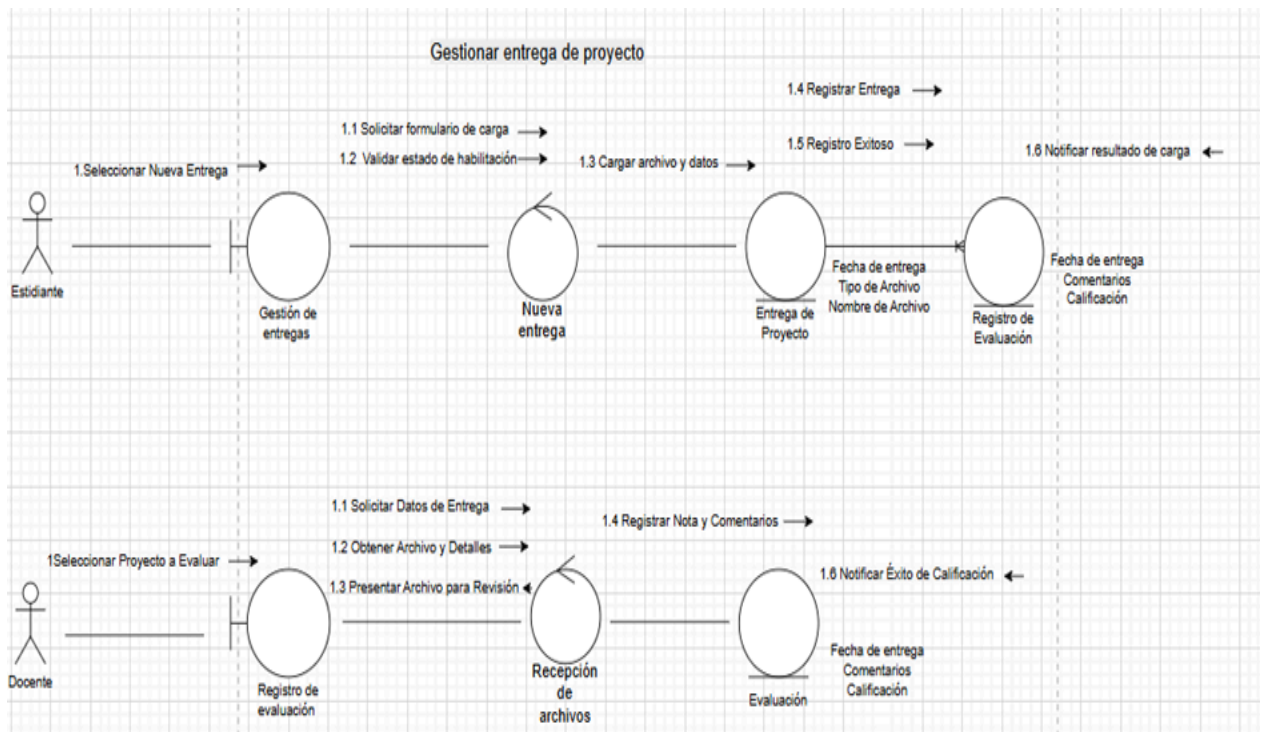 Gestionar entrega de proyecto
1.4 Registrar Entrega
1.1 Solicitar formulario de carga
1.5 Registro Exitoso
1.2 Validar estado de habilitación
1.3 Cargar archivo y datos
1.6 Notificar resultado de carga
1.Seleccionar Nueva Entrega
Estidiante
Gestión de
entregas
Nueva
entrega
Entrega de
Proyecto
Fecha de entrega
Tipo de Archivo
Nombre de Archivo
Registro de
Evaluación
Fecha de entrega
Comentarios
Calificación
1.1 Solicitar Datos de Entrega
1.4 Registrar Nota y Comentarios
1.2 Obtener Archivo y Detalles
1Seleccionar Proyecto a Evaluar
1.3 Presentar Archivo para Revisión
1.6 Notificar Éxito de Calificación
Docente
Registro de
evaluación
Recepción
de
archivos
Evaluación
Fecha de entrega
Comentarios
Calificación